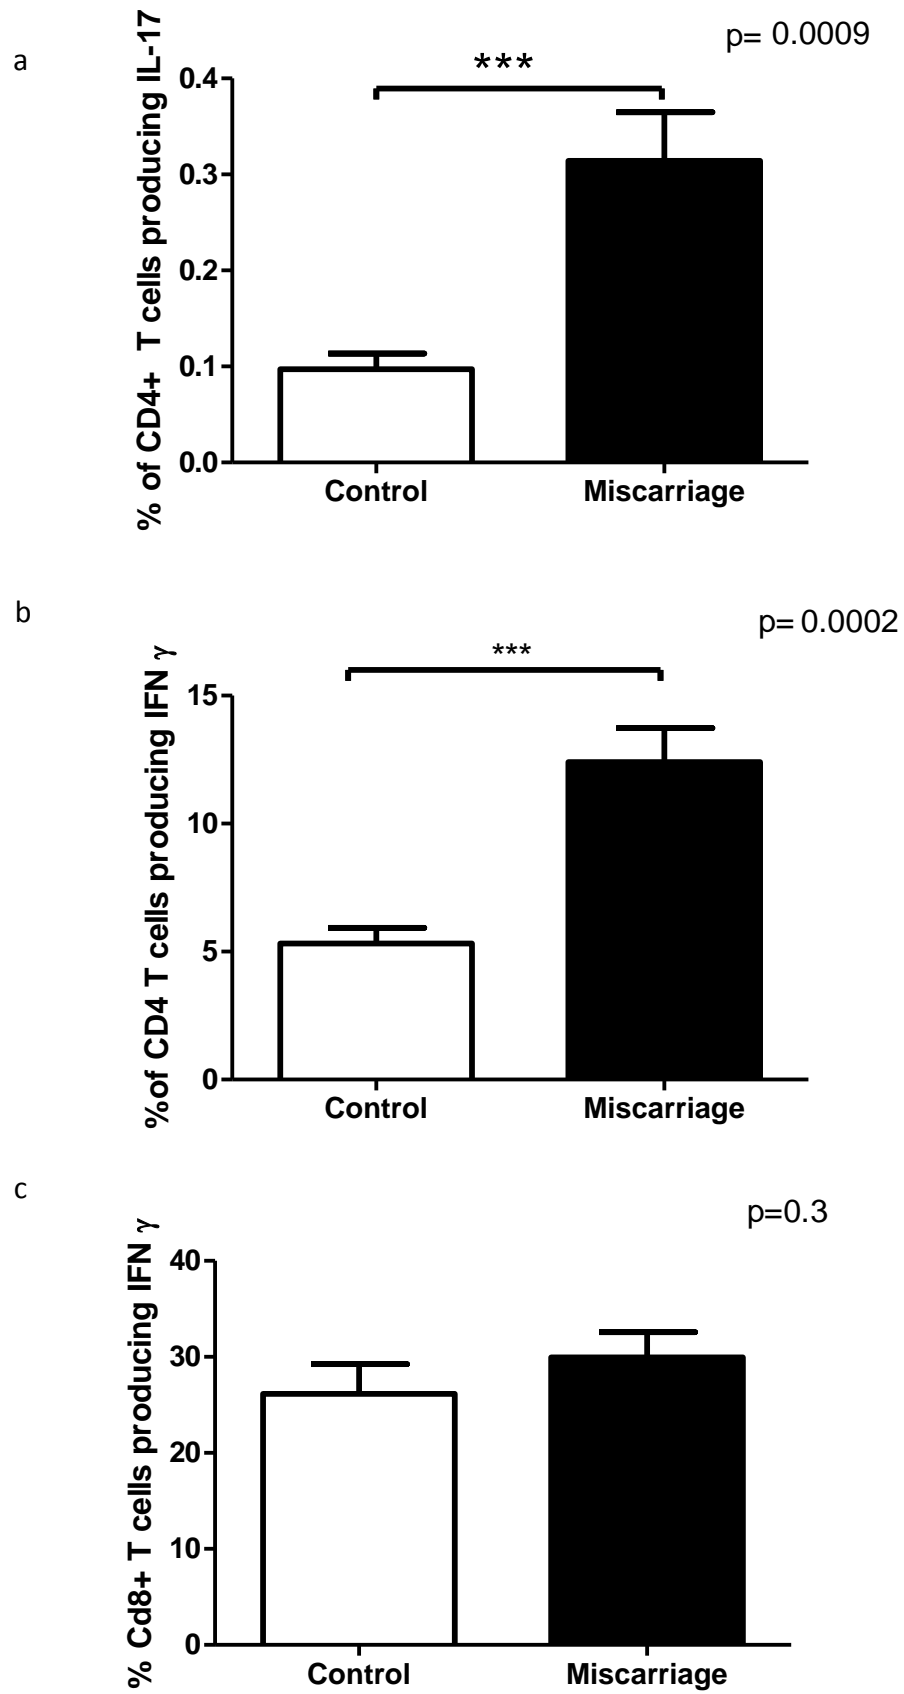 a
p= 0.0009
***
% of CD4+ T cells producing IL-17
0.4
0.3
0.2
0.1
0.0
Control Miscarriage
b
p= 0.0002
***
%of CD4 T cells producing IFN γ
15
10
5
0
Control Miscarriage
c
p=0.3
% Cd8+ T cells producing IFN γ
40
30
20
10
0
Control Miscarriage